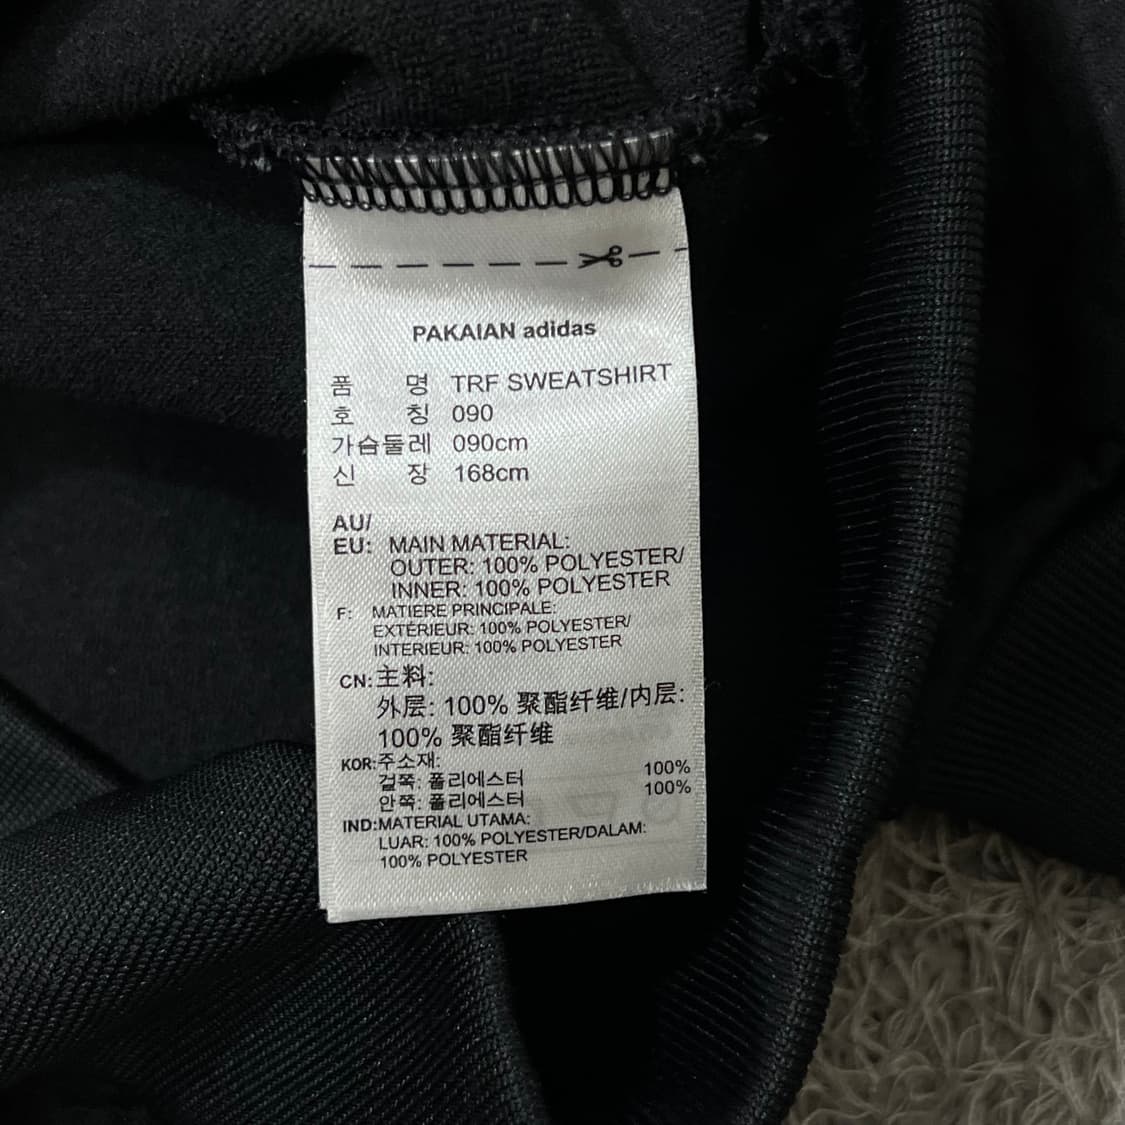 PAKAIAN adidas
품 명 TRF SWEATSHIRT
호 칭 090
가슴둘레 090cm
신 장 168cm
AU/
EU: MAIN MATERIAL:
OUTER: 100% POLYESTER/
INNER: 100% POLYESTER
F: MATIERE PRINCIPALE:
EXTÉRIEUR: 100% POLYESTER/
INTERIEUR: 100% POLYESTER
CN: 主料:
外层: 100% 聚酯纤维/内层:
100% 聚酯纤维
KOR: 주소재:
겉쪽: 폴리에스터 100%
안쪽: 폴리에스터 100%
IND: MATERIAL UTAMA:
LUAR: 100% POLYESTER/DALAM:
100% POLYESTER